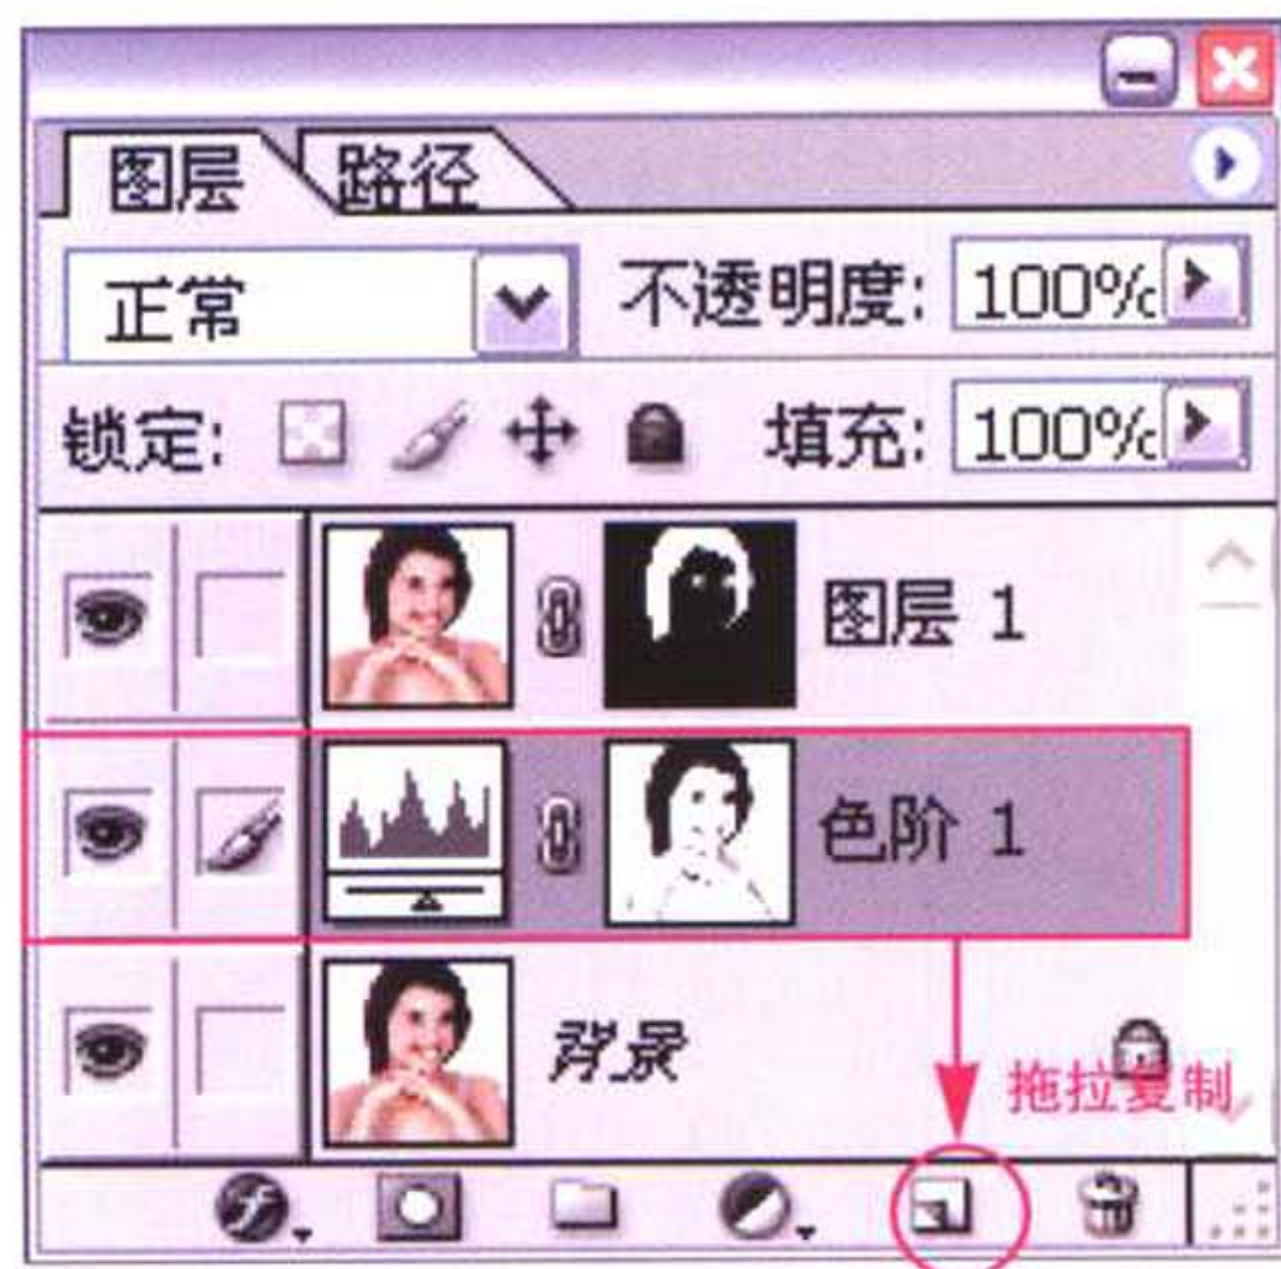 图层 路径
正常 不透明度: 100%
锁定: 填充: 100%
图层 1
色阶 1
背景
拖拉复制